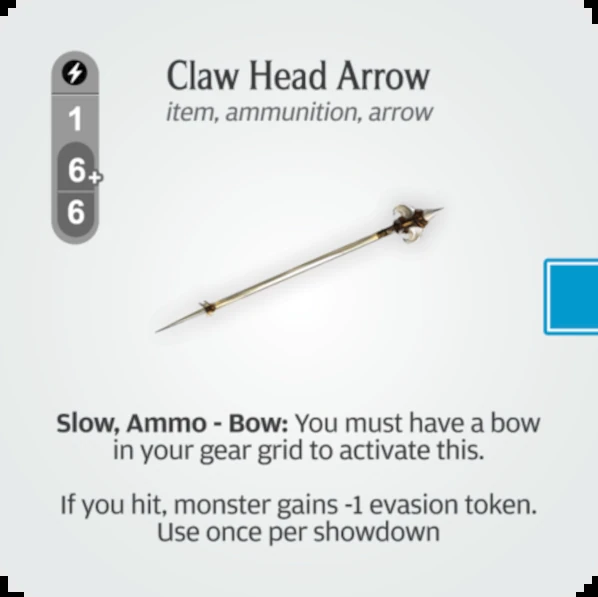 Claw Head Arrow
item, ammunition, arrow
1
6+
6
Slow, Ammo - Bow: You must have a bow
in your gear grid to activate this.
If you hit, monster gains -1 evasion token.
Use once per showdown